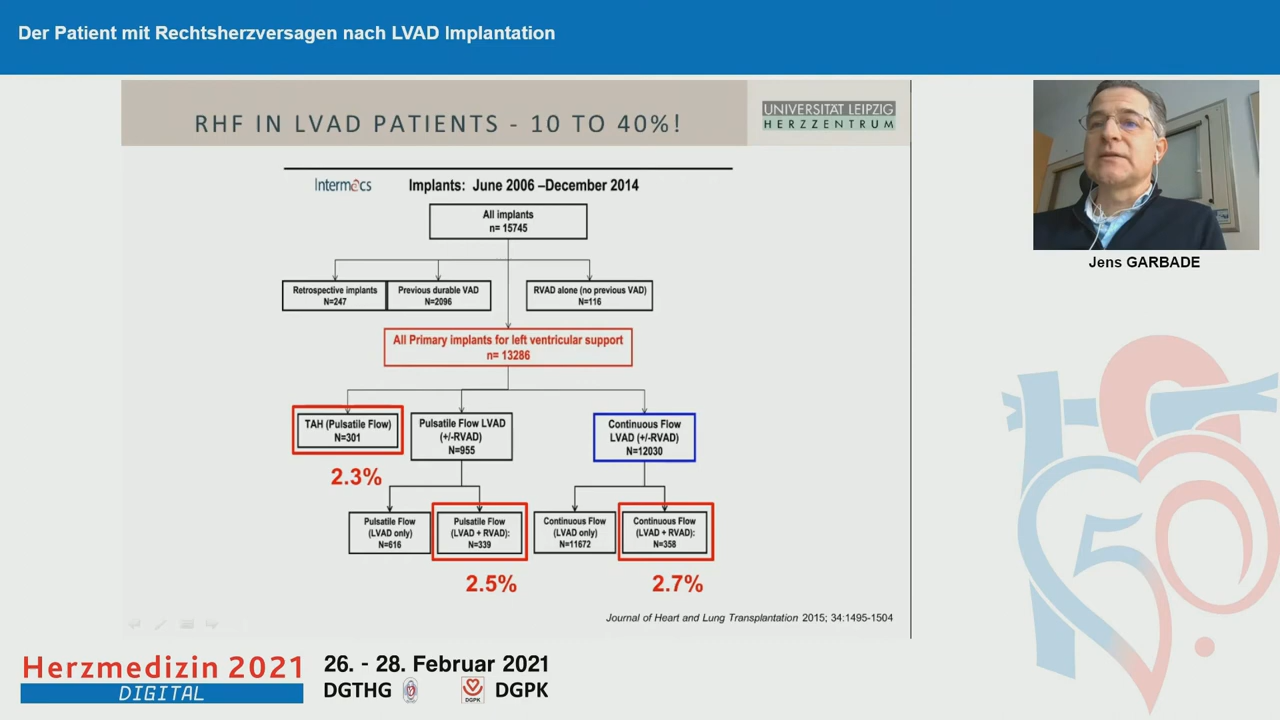 Der Patient mit Rechtsherzversagen nach LVAD Implantation
RHF IN LVAD PATIENTS - 10 TO 40%!
UNIVERSITÄT LEIPZIG
HERZZENTRUM
Jens GARBADE
Intermacs
Implants: June 2006 –December 2014
All implants
n= 15745
Retrospective implants
N=247
Previous durable VAD
N=2096
RVAD alone (no previous VAD)
N=116
All Primary implants for left ventricular support
n= 13286
TAH (Pulsatile Flow)
N=301
Pulsatile Flow LVAD
(+/-RVAD)
N=955
Continuous Flow
LVAD (+/-RVAD)
N=12030
2.3%
Pulsatile Flow
(LVAD only)
N=616
Pulsatile Flow
(LVAD + RVAD):
N=339
Continuous Flow
(LVAD only)
N=11672
Continuous Flow
(LVAD + RVAD):
N=358
2.5%
2.7%
Journal of Heart and Lung Transplantation 2015; 34:1495-1504
50
Herzmedizin 2021
DIGITAL
26. - 28. Februar 2021
DGTHG
DGPK
DGPK